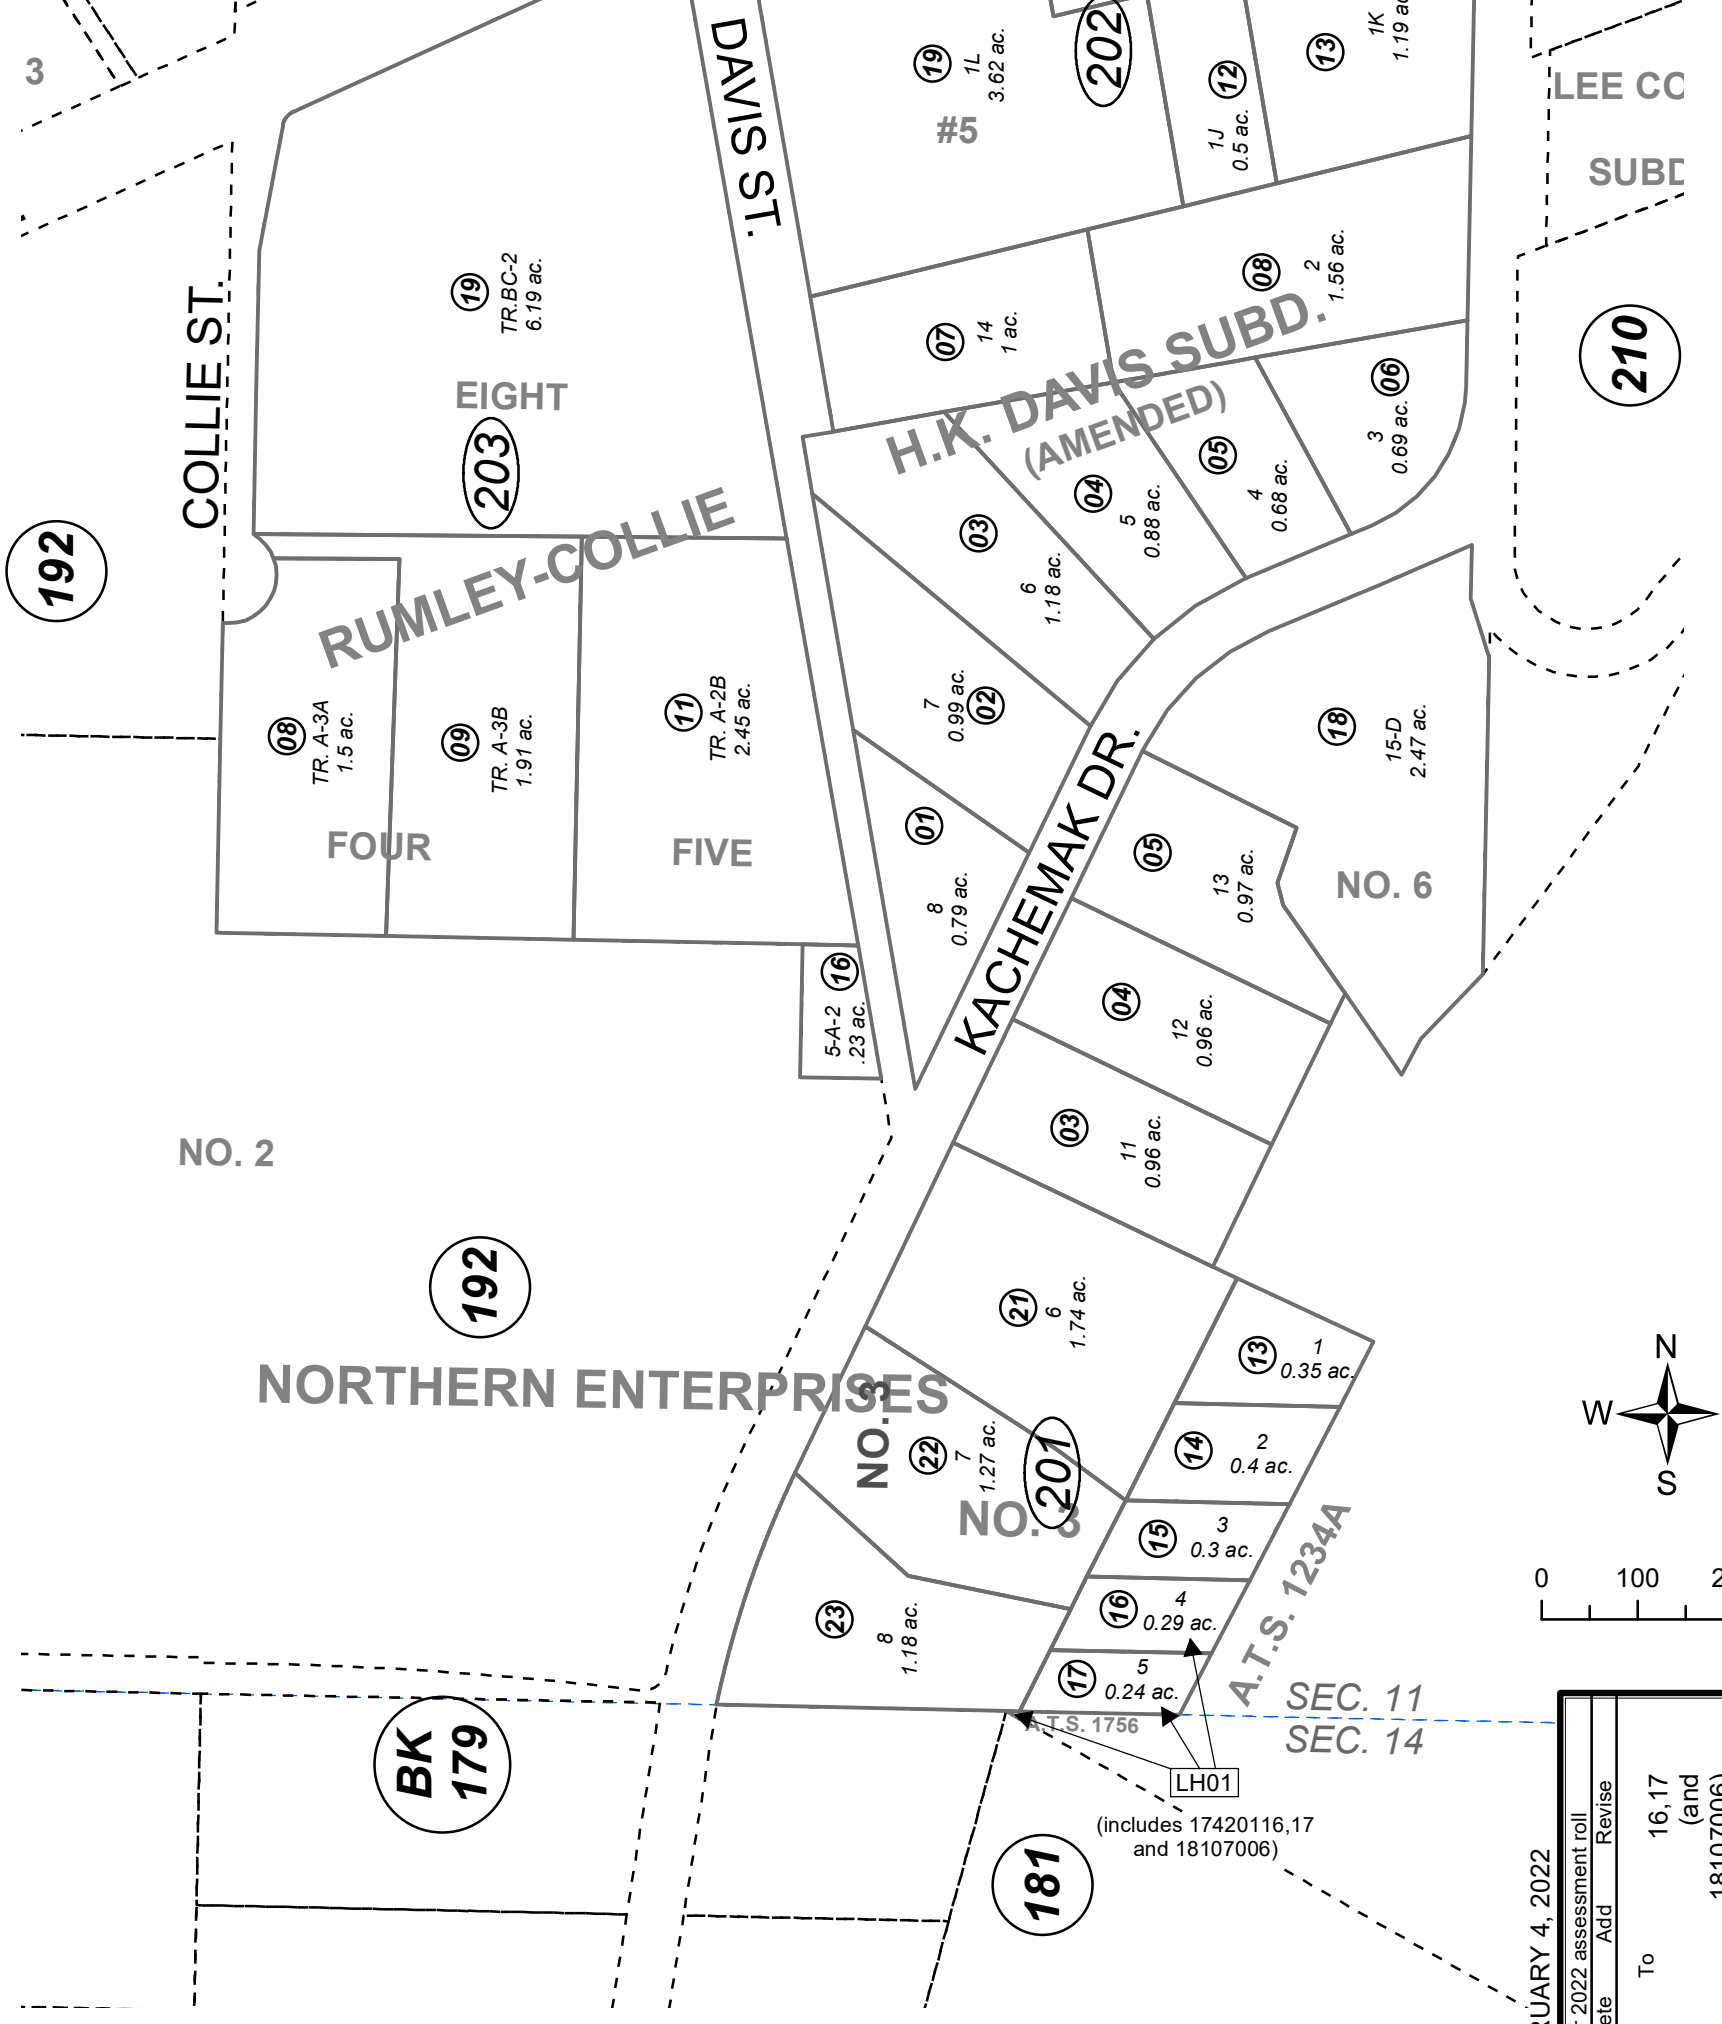 3
192
COLLIE ST.
DAVIS ST.
19
TR.BC-2
6.19 ac.
EIGHT
203
RUMLEY-COLLIE
08
TR. A-3A
1.5 ac.
09
TR. A-3B
1.91 ac.
11
TR. A-2B
2.45 ac.
FOUR
FIVE
16
5-A-2
.23 ac.
19
1L
3.62 ac.
#5
202
12
1J
0.5 ac.
13
1K
1.19 ac
LEE CO
SUBD
210
07
14
1 ac.
08
2
1.56 ac.
H.K. DAVIS SUBD.
(AMENDED)
06
3
0.69 ac.
05
4
0.68 ac.
04
5
0.88 ac.
03
6
1.18 ac.
02
7
0.99 ac.
01
8
0.79 ac.
KACHEMAK DR.
18
15-D
2.47 ac.
NO. 6
05
13
0.97 ac.
04
12
0.96 ac.
03
11
0.96 ac.
NO. 2
192
NORTHERN ENTERPRISES
NO. 3
21
6
1.74 ac.
22
7
1.27 ac.
201
NO. 3
23
8
1.18 ac.
13
1
0.35 ac.
14
2
0.4 ac.
15
3
0.3 ac.
16
4
0.29 ac.
17
5
0.24 ac.
A.T.S. 1234A
A.T.S. 1756
SEC. 11
SEC. 14
LH01
(includes 17420116,17
and 18107006)
BK
179
181
N
W
S
0 100 2
RUARY 4, 2022
2022 assessment roll
ete Add Revise
To
16,17
(and
18107006)